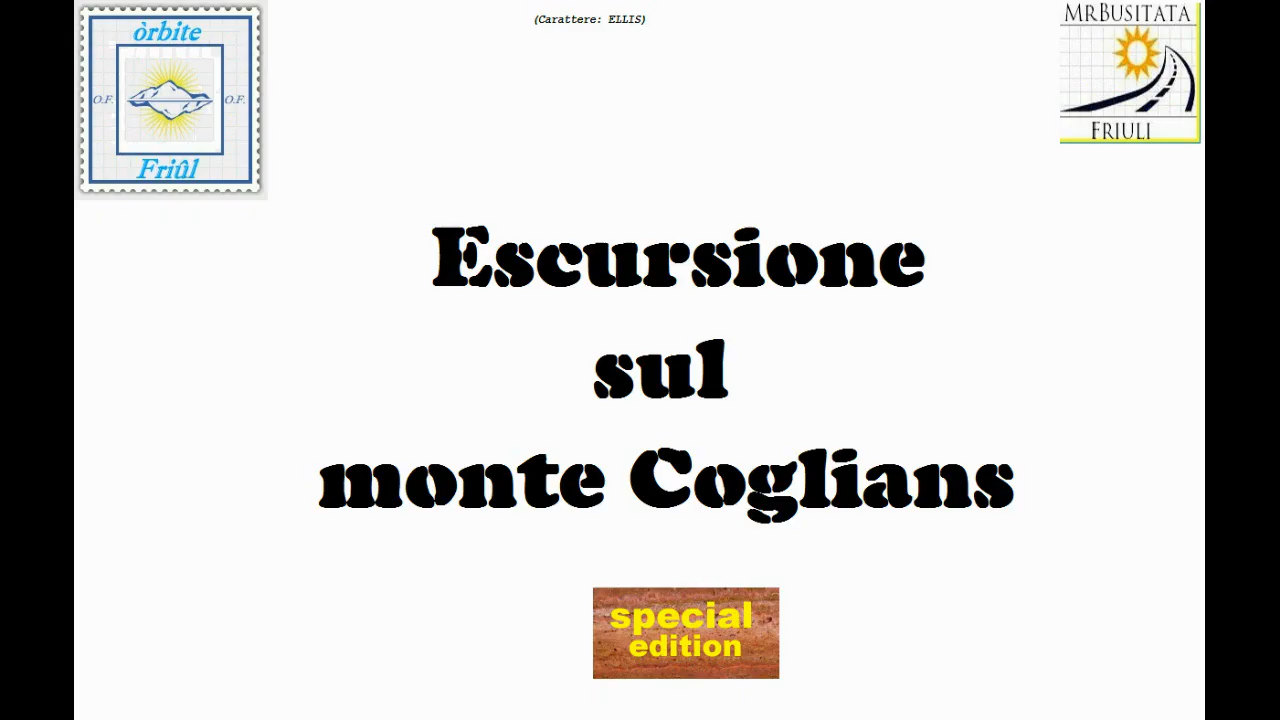 (Carattere: ELLIS)
òrbite
O.F. O.F.
Friûl
MRBUSITATA
FRIULI
Escursione
sul
monte Coglians
special
edition